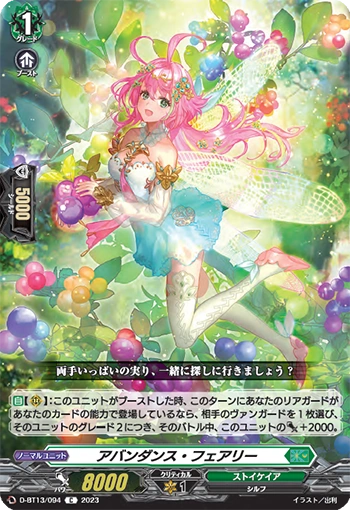 1
グレード
ブースト
シールド
5000
両手いっぱいの実り、一緒に探しに行きましょう？
自【R】：このユニットがブーストした時、このターンにあなたのリアガードが
あなたのカードの能力で登場しているなら、相手のヴァンガードを1枚選び、
そのユニットのグレード2につき、そのバトル中、このユニットの+2000。
ノーマルユニット
アバンダンス・フェアリー
パワー
8000
クリティカル
1
ストイケイア
シルフ
D-BT13/094 C 2023
イラスト／出利